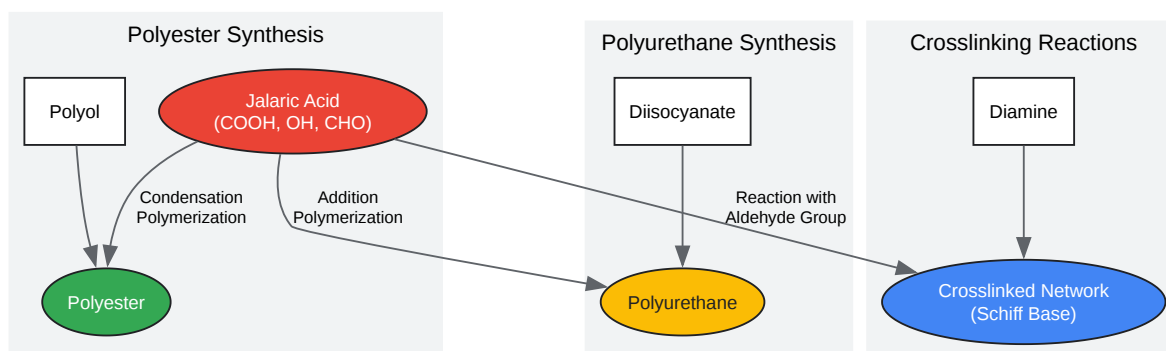 Polyester Synthesis
Polyurethane Synthesis
Crosslinking Reactions
Polyol
Jalaric Acid
(COOH, OH, CHO)
Diisocyanate
Diamine
Condensation
Polymerization
Addition
Polymerization
Reaction with
Aldehyde Group
Polyester
Polyurethane
Crosslinked Network
(Schiff Base)